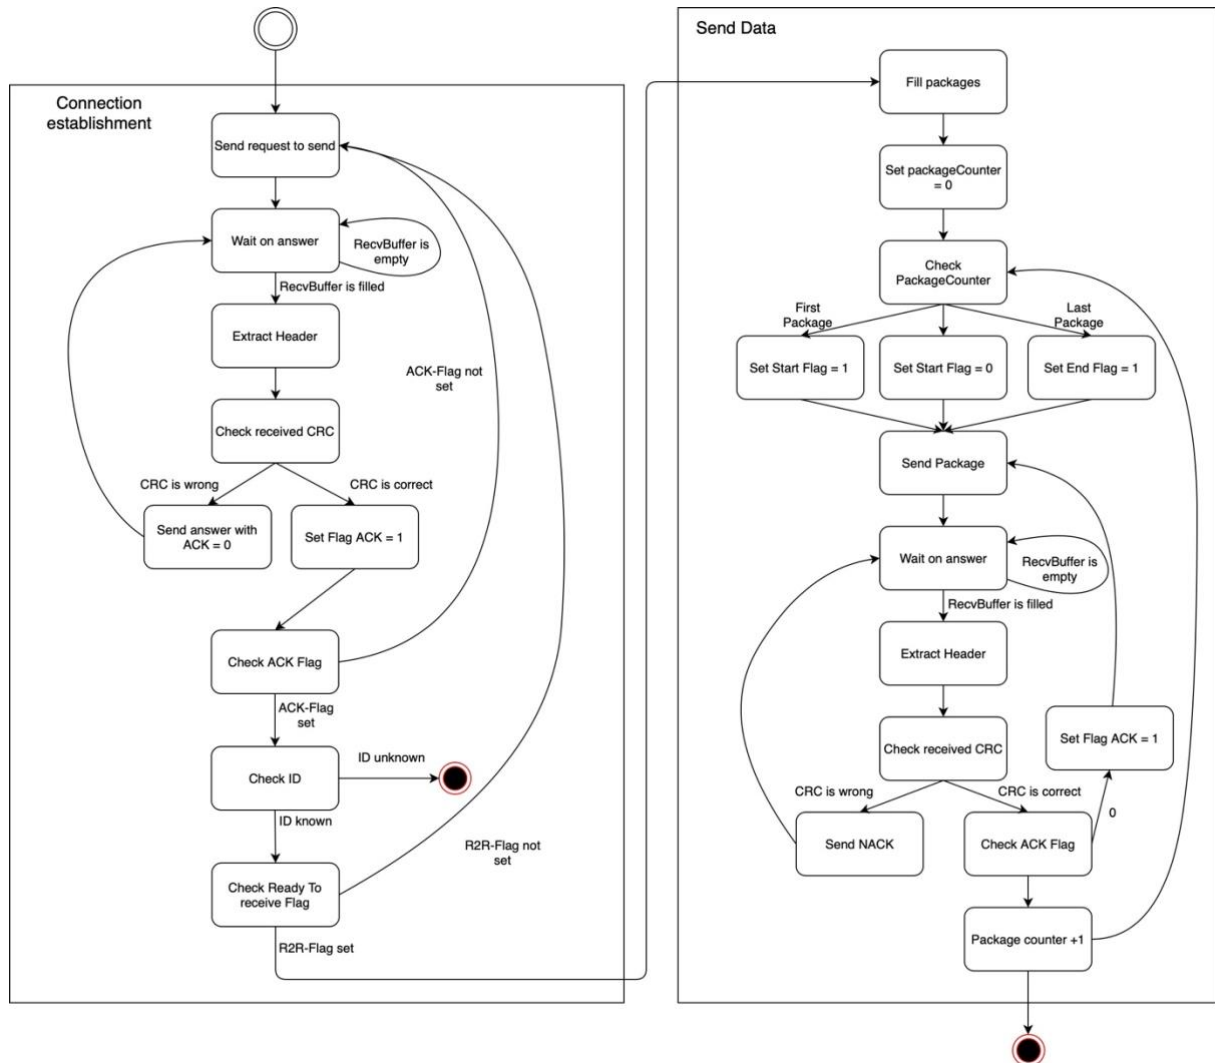 Connection
establishment
Send request to send
Wait on answer
RecvBuffer is
empty
RecvBuffer is filled
Extract Header
ACK-Flag not
set
Check received CRC
CRC is wrong
CRC is correct
Send answer with
ACK = 0
Set Flag ACK = 1
Check ACK Flag
ACK-Flag
set
Check ID
ID unknown
ID known
R2R-Flag not
set
Check Ready To
receive Flag
R2R-Flag set
Send Data
Fill packages
Set packageCounter
= 0
Check
PackageCounter
First
Package
Last
Package
Set Start Flag = 1
Set Start Flag = 0
Set End Flag = 1
Send Package
Wait on answer
RecvBuffer is
empty
RecvBuffer is filled
Extract Header
Check received CRC
Set Flag ACK = 1
CRC is wrong
CRC is correct
0
Send NACK
Check ACK Flag
Package counter +1